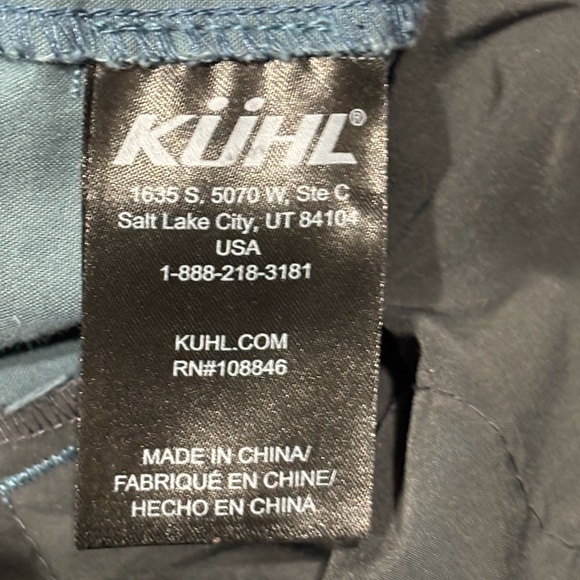 KÜHL®
1635 S. 5070 W, Ste C
Salt Lake City, UT 84104
USA
1-888-218-3181
KUHL.COM
RN#108846
MADE IN CHINA/
FABRIQUÉ EN CHINE/
HECHO EN CHINA